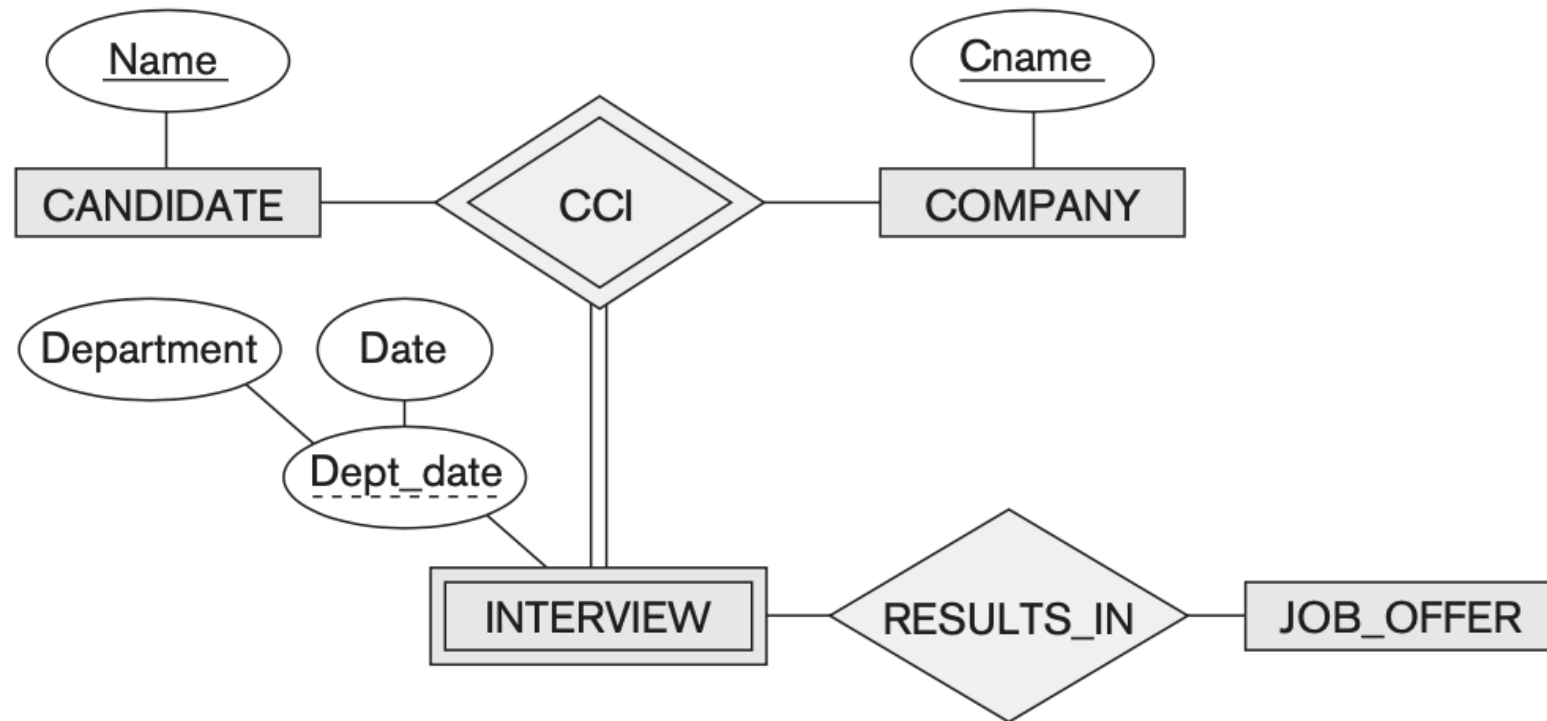 Name
Cname
CANDIDATE
CCI
COMPANY
Department
Date
Dept_date
INTERVIEW
RESULTS_IN
JOB_OFFER